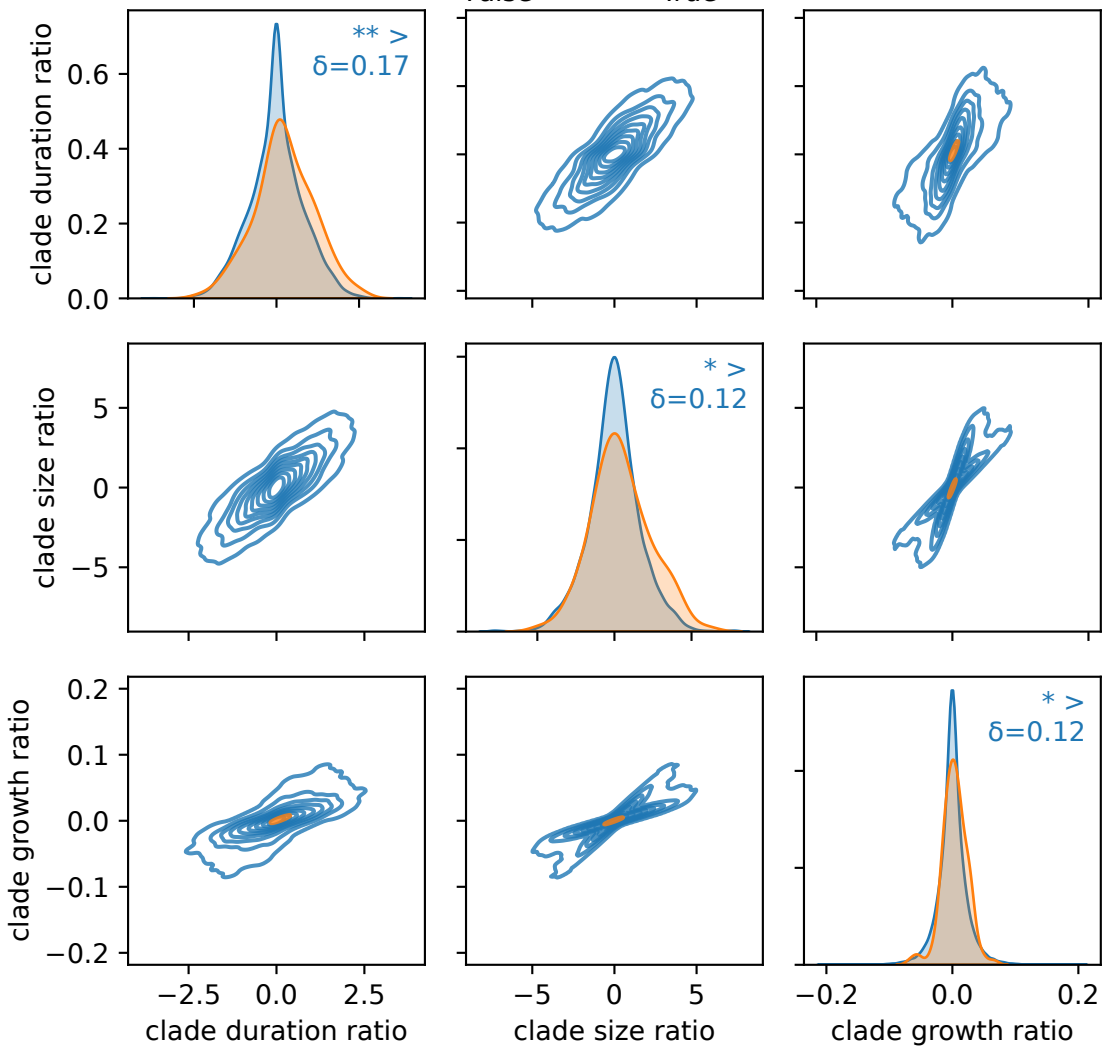 clade duration ratio
0.6
0.4
0.2
0.0
** >
δ=0.17
clade size ratio
5
0
−5
* >
δ=0.12
clade growth ratio
0.2
0.1
0.0
−0.1
−0.2
* >
δ=0.12
−2.5 0.0 2.5
−5 0 5
−0.2 0.0 0.2
clade duration ratio
clade size ratio
clade growth ratio